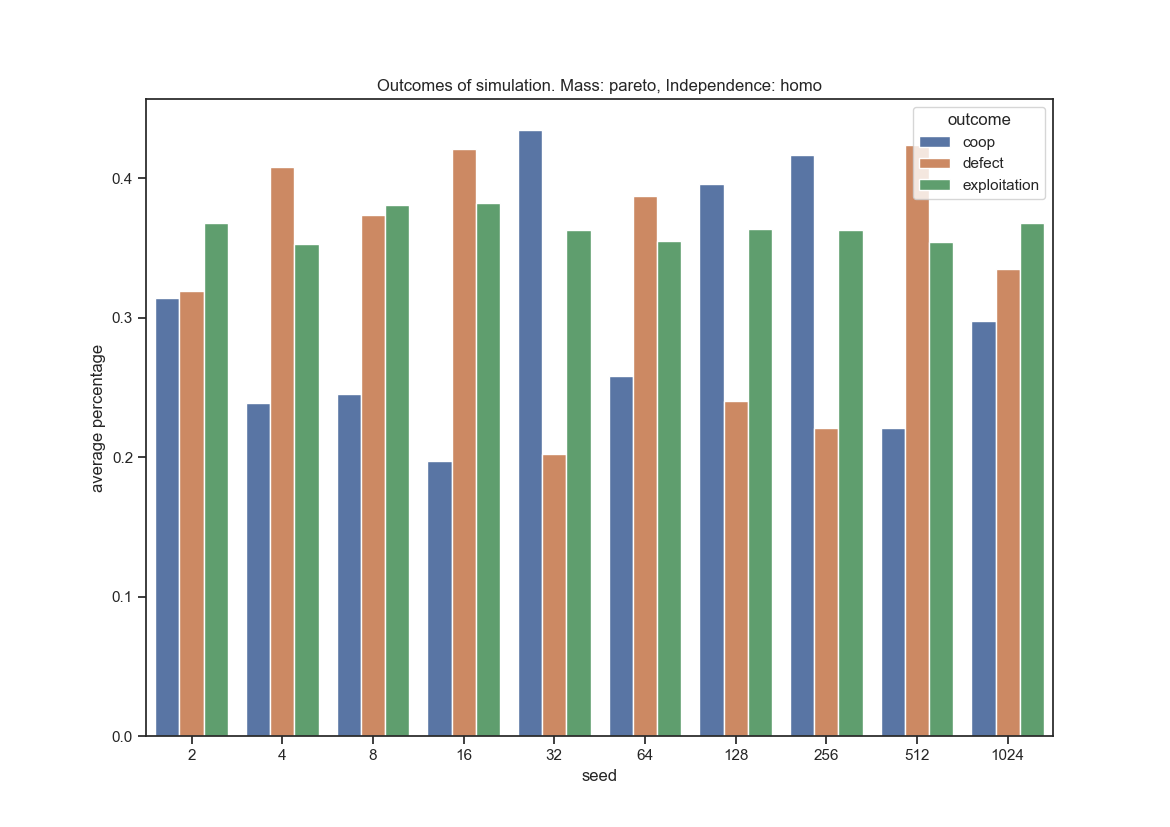 Outcomes of simulation. Mass: pareto, Independence: homo
outcome
coop
defect
exploitation
average percentage
0.4
0.3
0.2
0.1
0.0
2 4 8 16 32 64 128 256 512 1024
seed